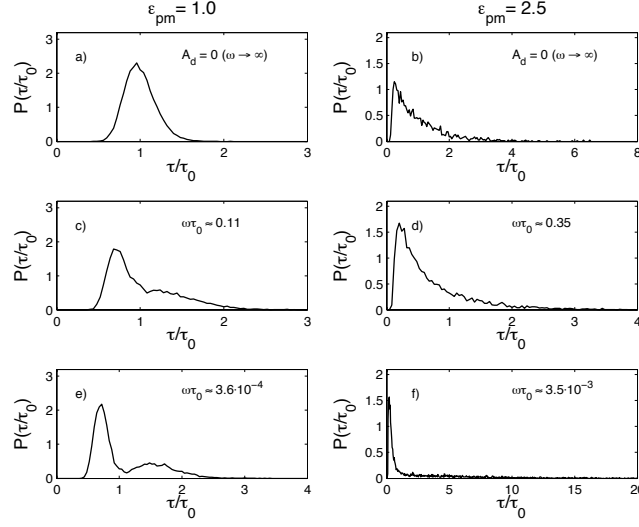 ε_pm = 1.0
ε_pm = 2.5
a)
A_d = 0 (ω → ∞)
P(τ/τ_0)
0 1 2 3
0 1 2 3
τ/τ_0
b)
A_d = 0 (ω → ∞)
P(τ/τ_0)
0 0.5 1 1.5 2
0 2 4 6 8
τ/τ_0
c)
ωτ_0 ≈ 0.11
P(τ/τ_0)
0 1 2 3
0 1 2 3
τ/τ_0
d)
ωτ_0 ≈ 0.35
P(τ/τ_0)
0 0.5 1 1.5 2
0 1 2 3 4
τ/τ_0
e)
ωτ_0 ≈ 3.6·10^-4
P(τ/τ_0)
0 1 2 3
0 1 2 3 4
τ/τ_0
f)
ωτ_0 ≈ 3.5·10^-3
P(τ/τ_0)
0 0.5 1 1.5 2
0 5 10 15 20
τ/τ_0